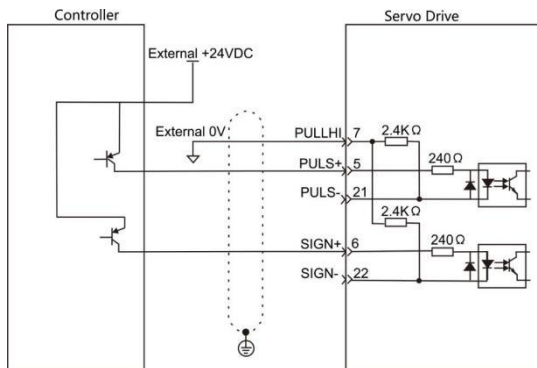 Controller
Servo Drive
External +24VDC
External 0V
PULLHI 7 2.4KΩ
PULS+ 5 240Ω
PULS- 21
2.4KΩ
SIGN+ 6 240Ω
SIGN- 22